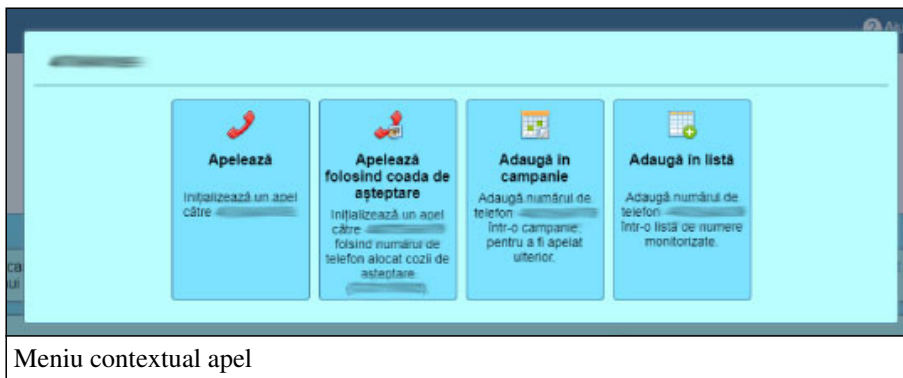 Apelează
Inițializează un apel
către
Apelează
folosind coada de
așteptare
Inițializează un apel
către
folsind numărul de
telefon alocat cozii de
așteptare
Adaugă în
campanie
Adaugă numărul de
telefon
într-o campanie,
pentru a fi apelat
ulterior.
Adaugă în listă
Adaugă numărul de
telefon
într-o listă de numere
monitorizate.
Meniu contextual apel